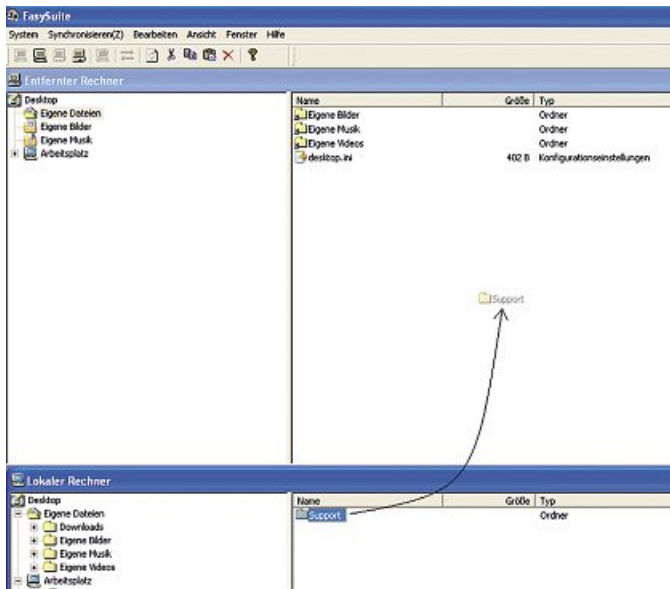 EasySuite
System Synchronisieren(Z) Bearbeiten Ansicht Fenster Hilfe
Entfernter Rechner
Desktop
Eigene Dateien
Eigene Bilder
Eigene Musik
Arbeitsplatz
Name Größe Typ
Eigene Bilder Ordner
Eigene Musik Ordner
Eigene Videos Ordner
desktop.ini 402 B Konfigurationseinstellungen
Support
Lokaler Rechner
Desktop
Eigene Dateien
Downloads
Eigene Bilder
Eigene Musik
Eigene Videos
Arbeitsplatz
Name Größe Typ
Support Ordner